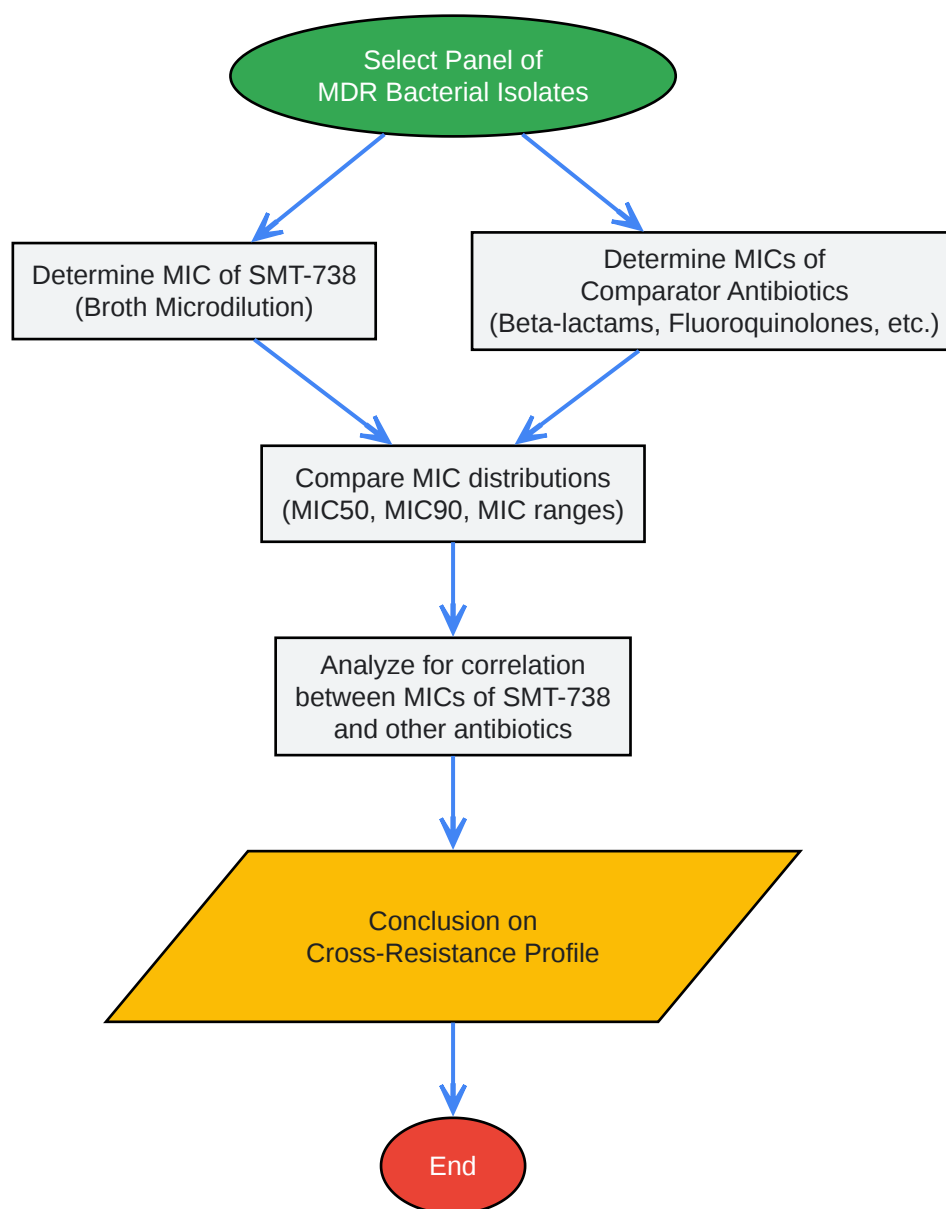 Select Panel of
MDR Bacterial Isolates
Determine MIC of SMT-738
(Broth Microdilution)
Determine MICs of
Comparator Antibiotics
(Beta-lactams, Fluoroquinolones, etc.)
Compare MIC distributions
(MIC50, MIC90, MIC ranges)
Analyze for correlation
between MICs of SMT-738
and other antibiotics
Conclusion on
Cross-Resistance Profile
End